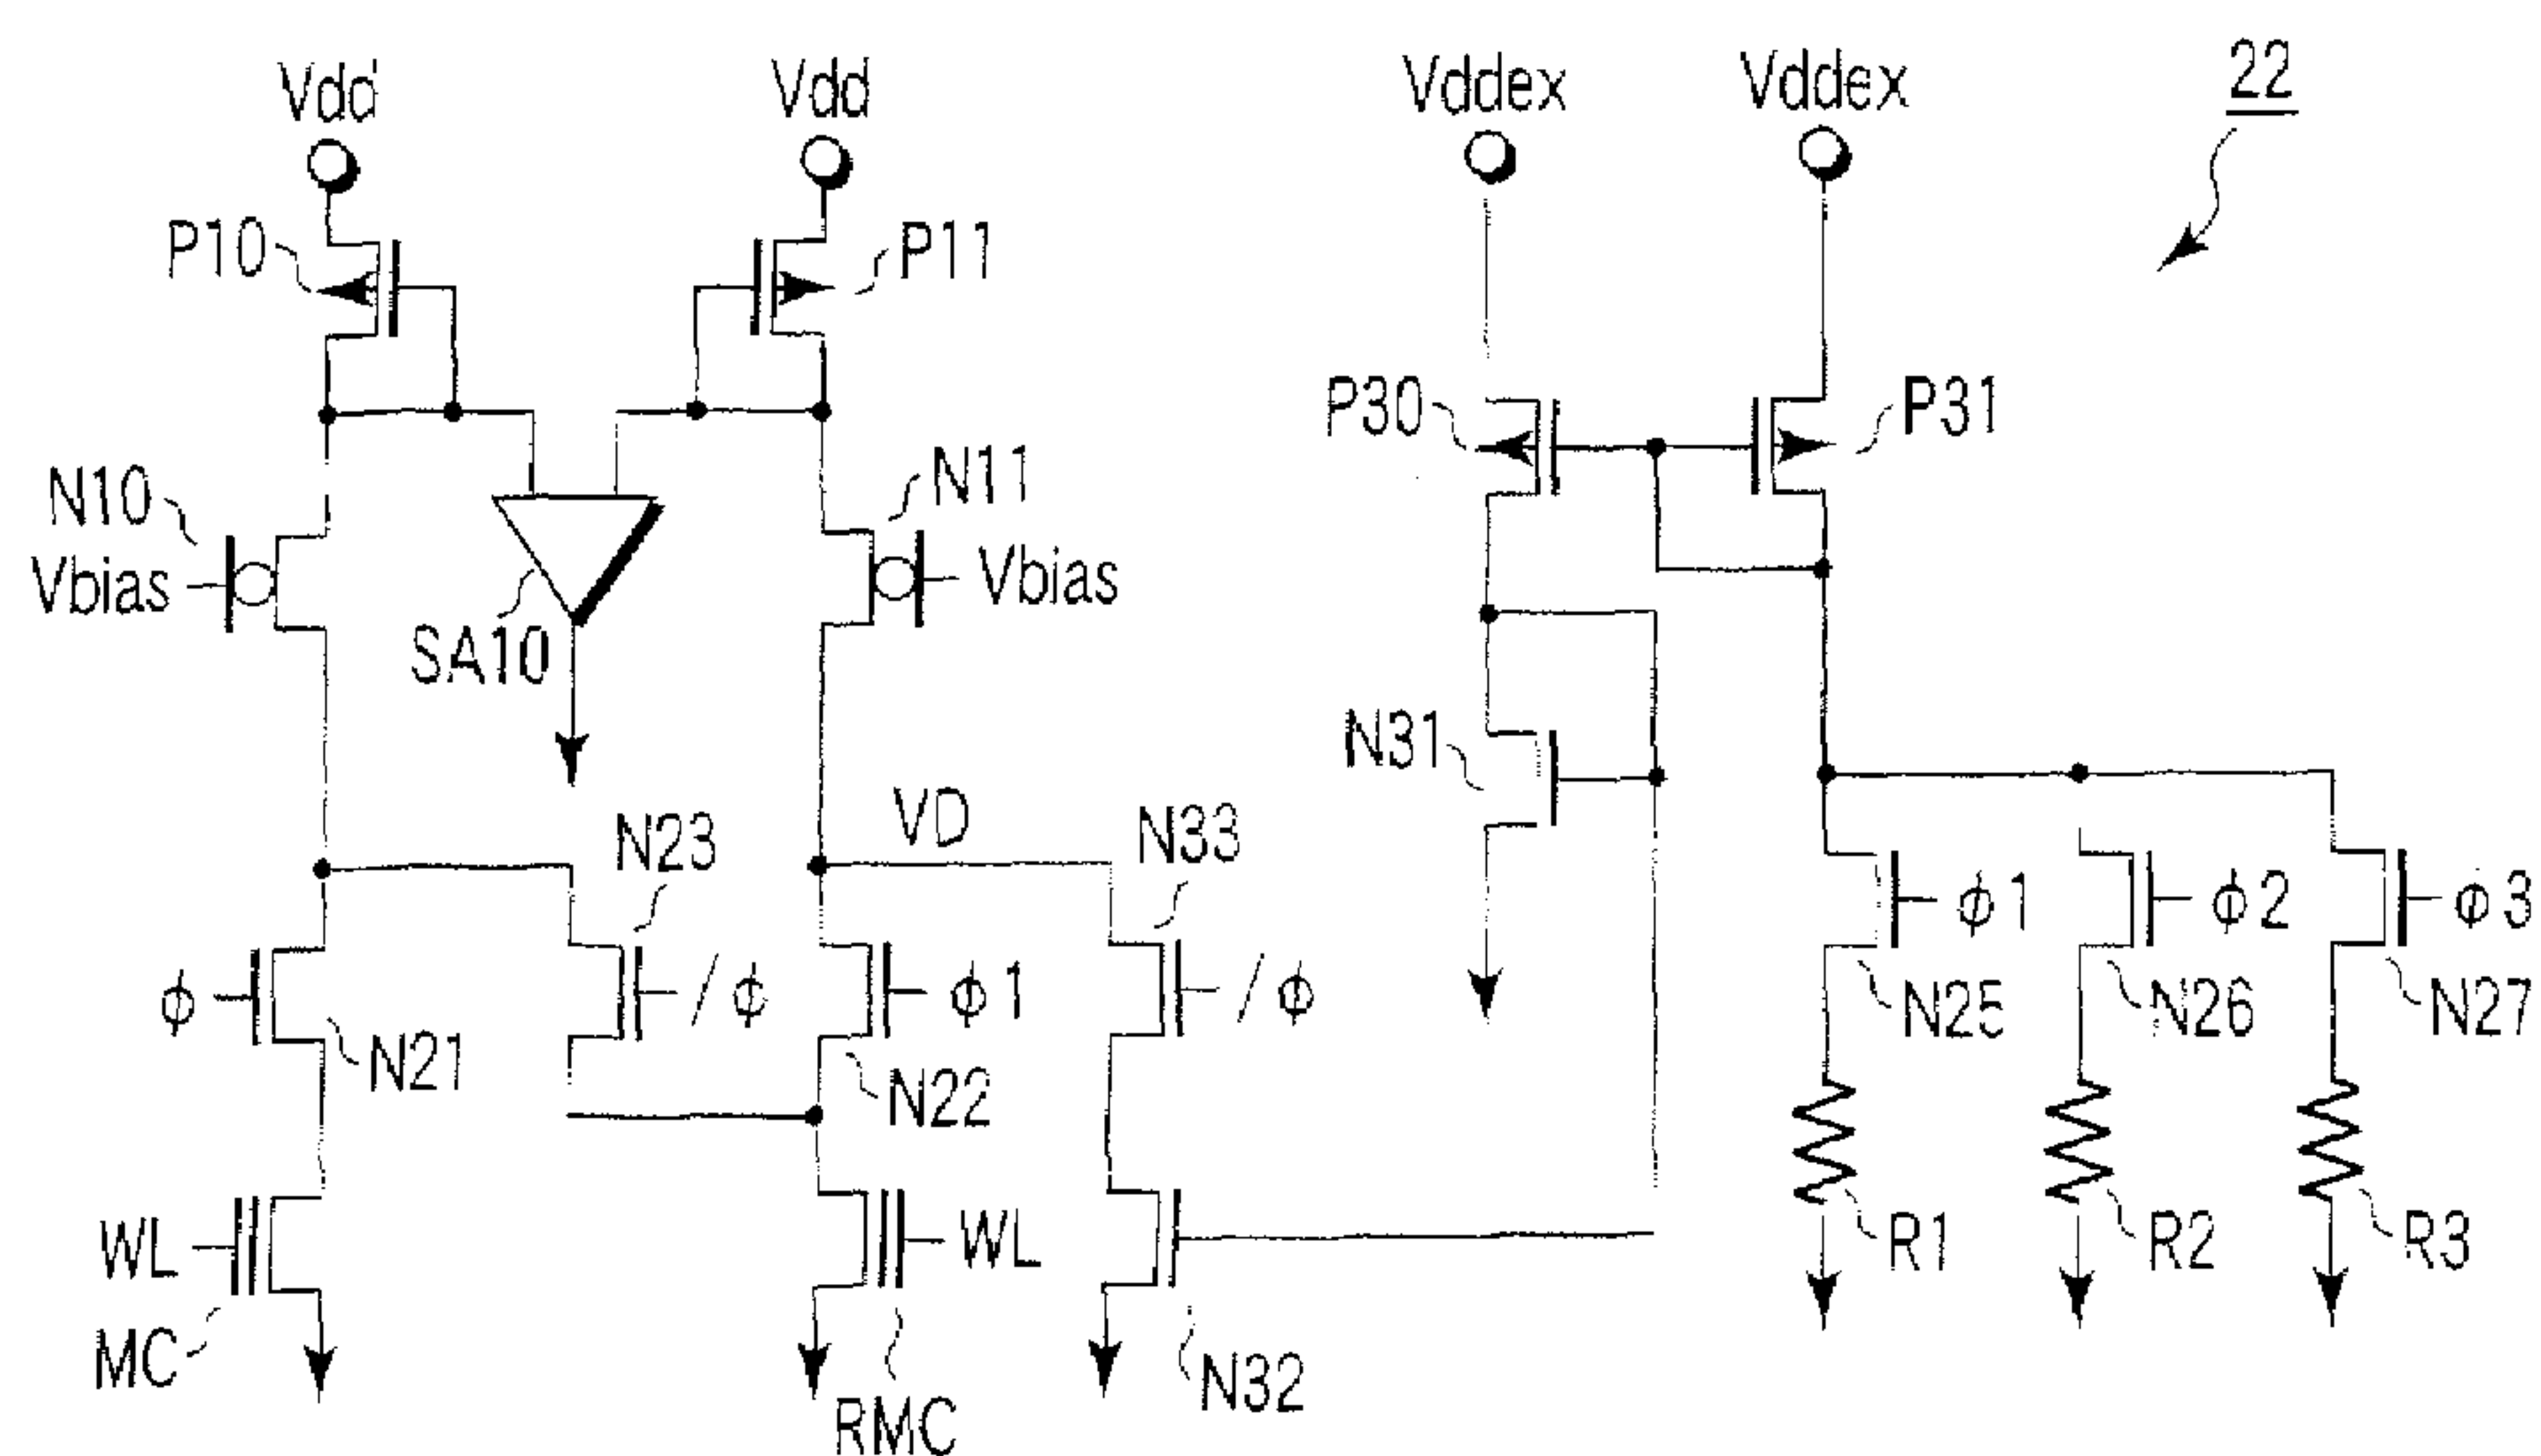 Vdd
Vdd
Vddex
Vddex
22
P10
P11
P30
P31
N10
N11
Vbias
Vbias
SA10
N31
VD
N23
N33
ϕ
/ϕ
ϕ1
/ϕ
ϕ1
ϕ2
ϕ3
N21
N22
N25
N26
N27
WL
WL
R1
R2
R3
MC
RMC
N32